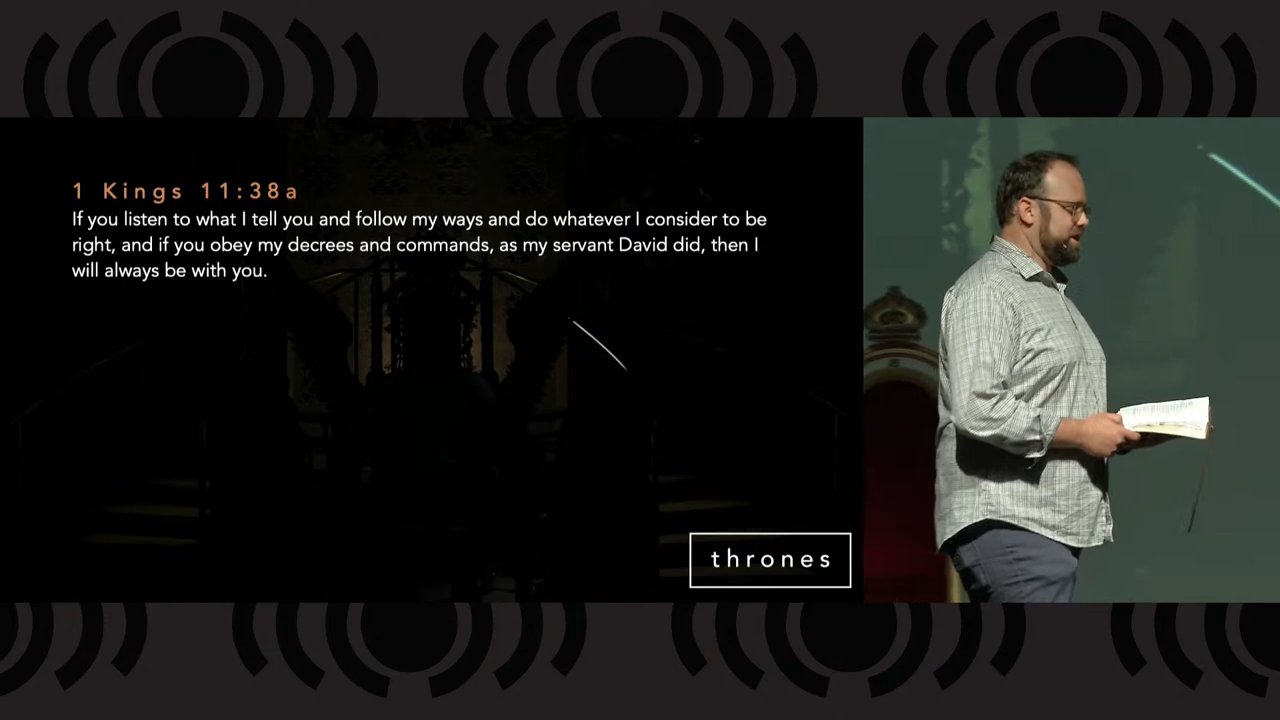 1 Kings 11:38a
If you listen to what I tell you and follow my ways and do whatever I consider to be
right, and if you obey my decrees and commands, as my servant David did, then I
will always be with you.
thrones